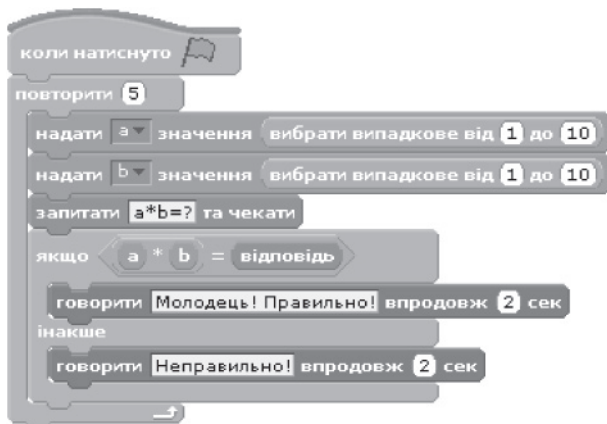 коли натиснуто
повторити 5
надати a значення вибрати випадкове від 1 до 10
надати b значення вибрати випадкове від 1 до 10
запитати a*b=? та чекати
якщо a * b = відповідь
говорити Молодець! Правильно! впродовж 2 сек
інакше
говорити Неправильно! впродовж 2 сек